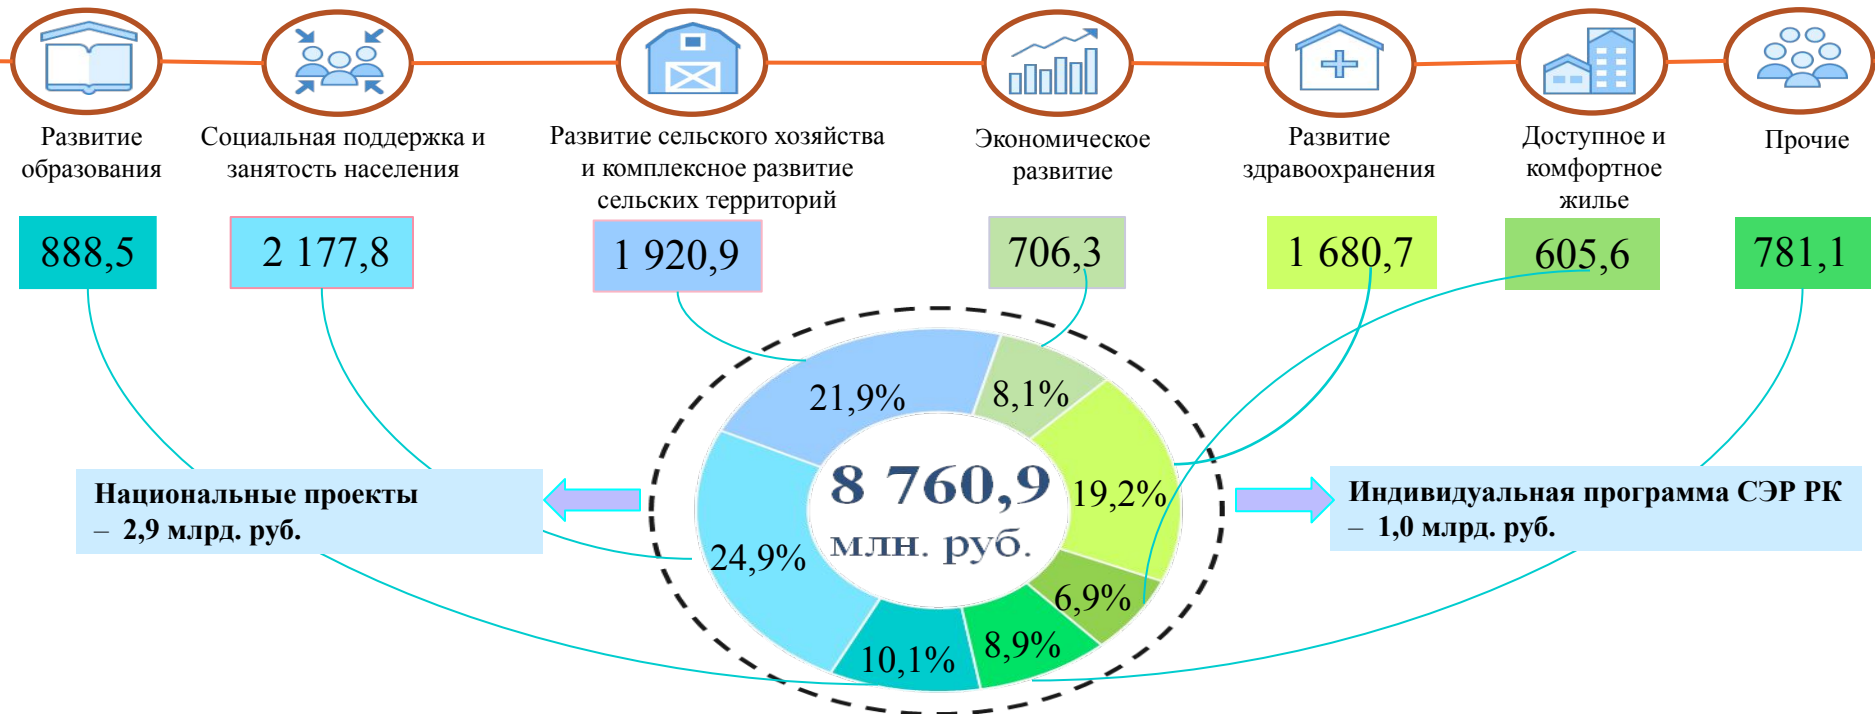 Развитие
образования
Социальная поддержка и
занятость населения
Развитие сельского хозяйства
и комплексное развитие
сельских территорий
Экономическое
развитие
Развитие
здравоохранения
Доступное и
комфортное
жилье
Прочие
888,5
2 177,8
1 920,9
706,3
1 680,7
605,6
781,1
21,9%
8,1%
19,2%
24,9%
6,9%
10,1%
8,9%
8 760,9
млн. руб.
Национальные проекты
– 2,9 млрд. руб.
Индивидуальная программа СЭР РК
– 1,0 млрд. руб.